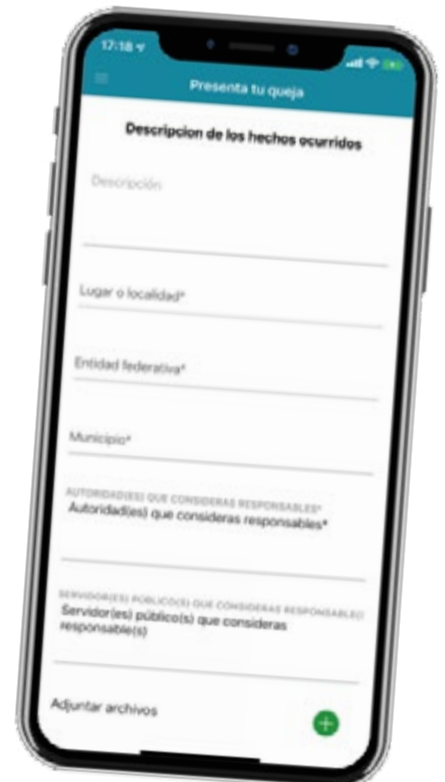 17:18
Presenta tu queja
Descripcion de los hechos ocurridos
Descripción
Lugar o localidad*
Entidad federativa*
Municipio*
AUTORIDAD(ES) QUE CONSIDERAS RESPONSABLES*
Autoridad(es) que consideras responsables*
SERVIDOR(ES) PÚBLICO(S) QUE CONSIDERAS RESPONSABLE(
Servidor(es) público(s) que consideras
responsable(s)
Adjuntar archivos